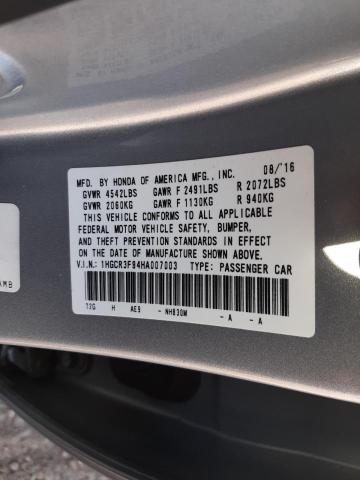 MFD. BY HONDA OF AMERICA MFG., INC. 08/'16
GVWR 4542LBS GAWR F 2491LBS R 2072LBS
GVWR 2060KG GAWR F 1130KG R 940KG
THIS VEHICLE CONFORMS TO ALL APPLICABLE
FEDERAL MOTOR VEHICLE SAFETY, BUMPER,
AND THEFT PREVENTION STANDARDS IN EFFECT
ON THE DATE OF MANUFACTURE SHOWN ABOVE.
V.I.N.: 1HGCR3F94HA007003 TYPE: PASSENGER CAR
T2G H AE9 - NH830M - A - A